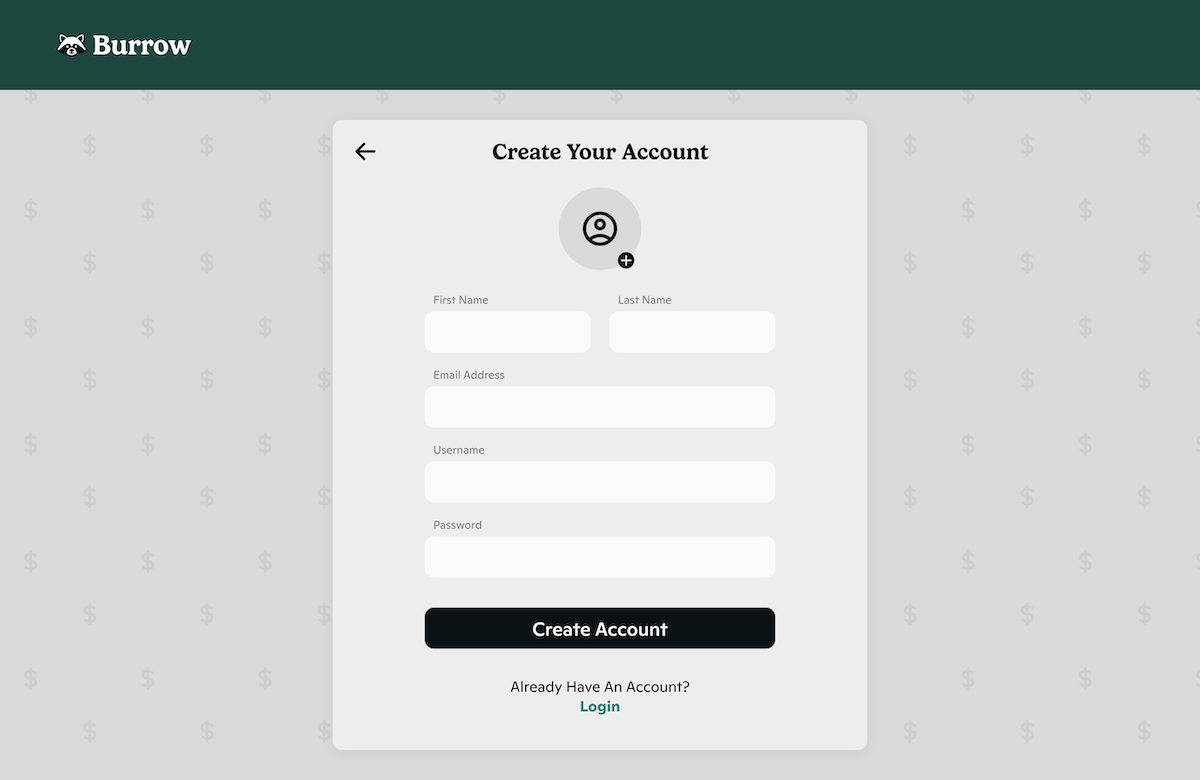 Burrow
Create Your Account
First Name
Last Name
Email Address
Username
Password
Create Account
Already Have An Account?
Login